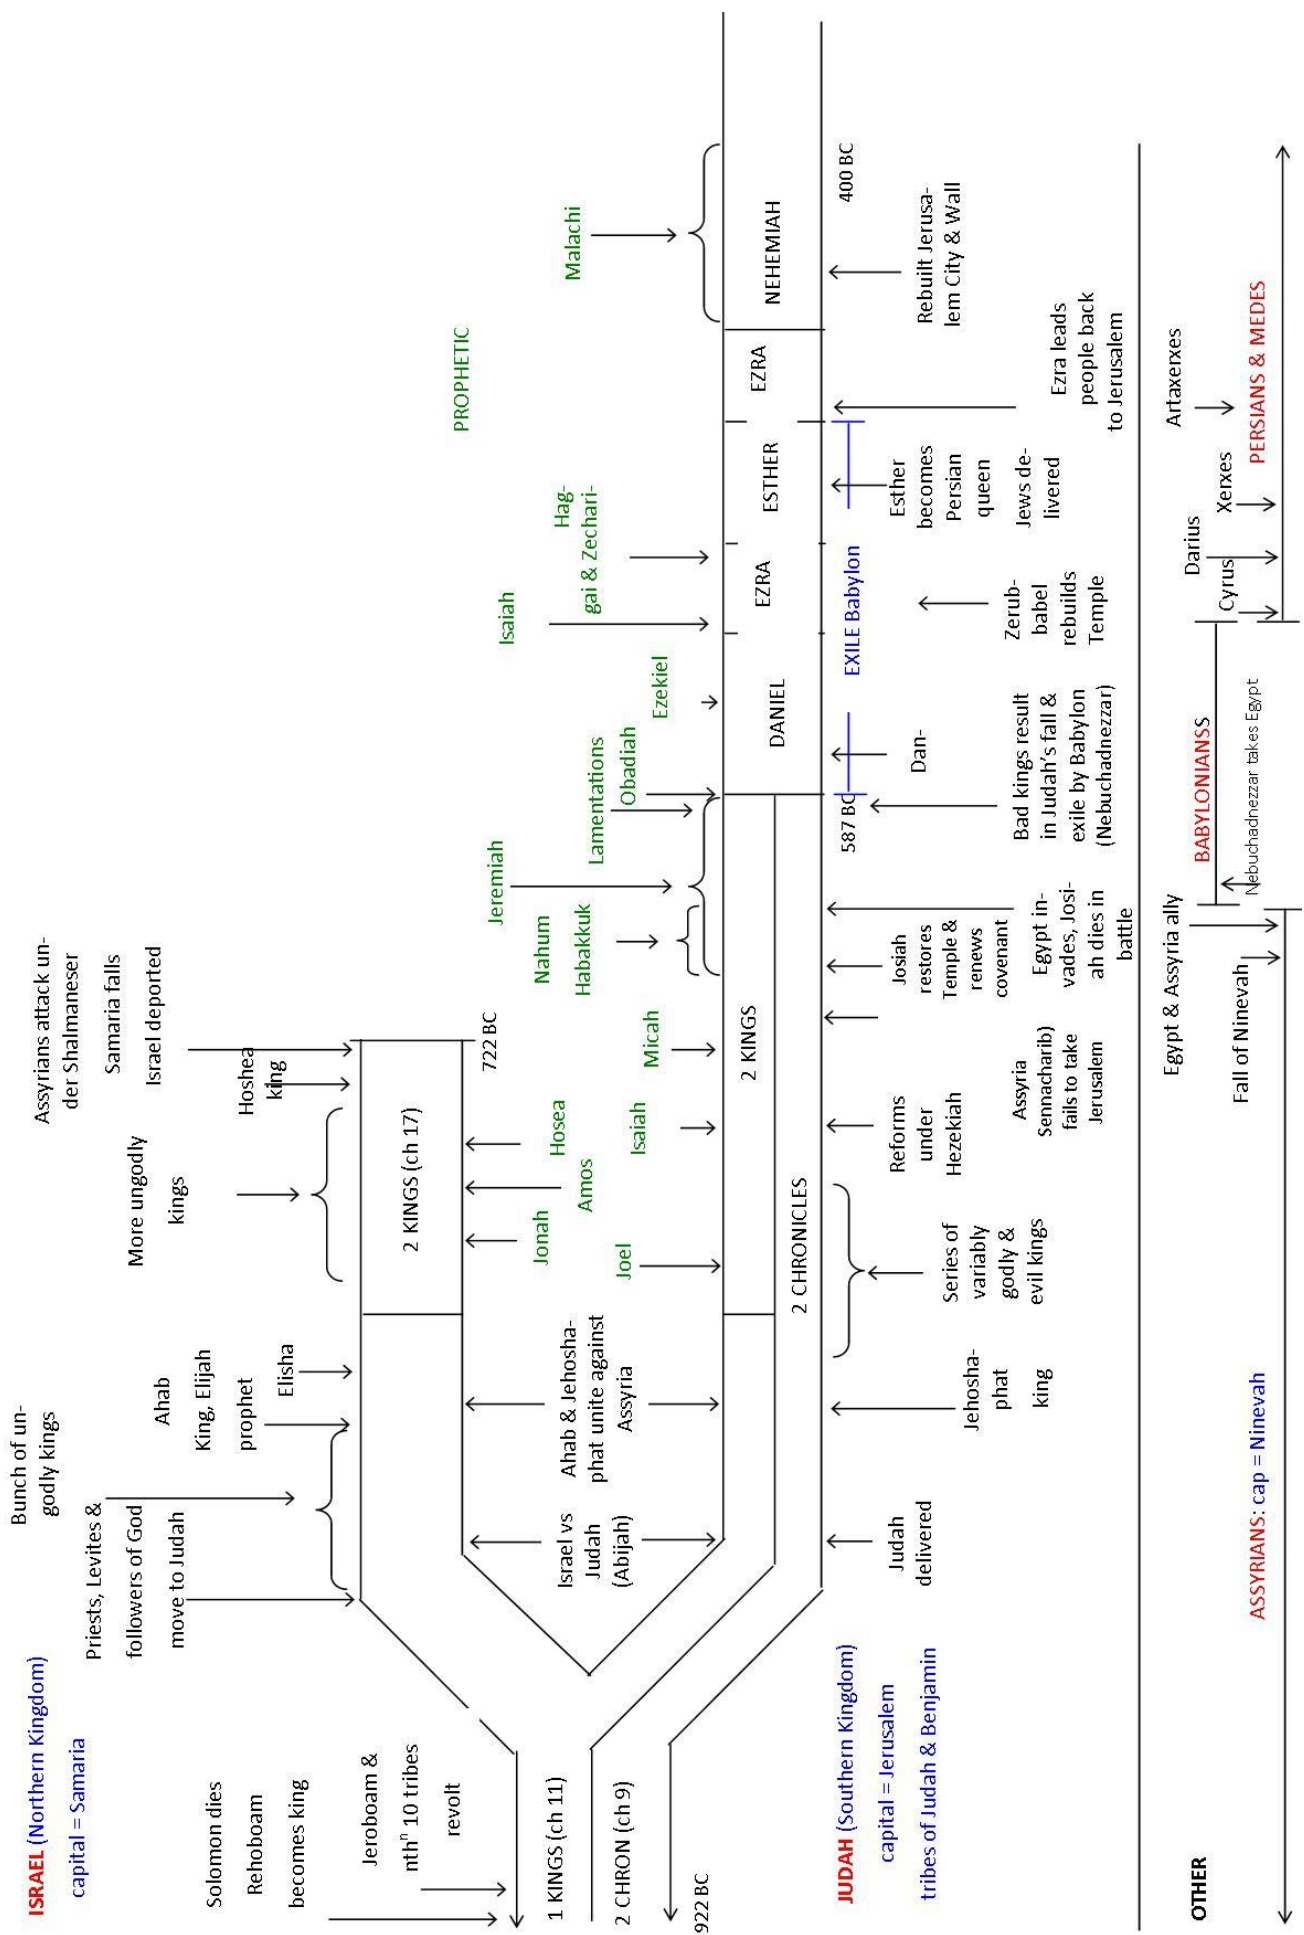 ISRAEL (Northern Kingdom)
capital = Samaria
Solomon dies
Rehoboam
becomes king
Jeroboam &
nthⁿ 10 tribes
revolt
Priests, Levites &
followers of God
move to Judah
Bunch of un-
godly kings
Ahab
King, Elijah
prophet
Elisha
More ungodly
kings
Hoshea
king
Assyrians attack un-
der Shalmaneser
Samaria falls
Israel deported
2 KINGS (ch 17)
722 BC
1 KINGS (ch 11)
2 CHRON (ch 9)
922 BC
Israel vs
Judah
(Abijah)
Ahab & Jehosha-
phat unite against
Assyria
Jonah
Amos
Hosea
Joel
Isaiah
Micah
Nahum
Habakkuk
Jeremiah
Lamentations
Obadiah
Ezekiel
Isaiah
Hag-
gai & Zechari-
PROPHETIC
Malachi
2 KINGS
2 CHRONICLES
DANIEL
EZRA
ESTHER
EZRA
NEHEMIAH
587 BC
EXILE Babylon
400 BC
JUDAH (Southern Kingdom)
capital = Jerusalem
tribes of Judah & Benjamin
Judah
delivered
Jehosha-
phat
king
Series of
variably
godly &
evil kings
Reforms
under
Hezekiah
Assyria
Sennacharib)
fails to take
Jerusalem
Josiah
restores
Temple &
renews
covenant
Egypt in-
vades, Josi-
ah dies in
battle
Bad kings result
in Judah's fall &
exile by Babylon
(Nebuchadnezzar)
Dan-
Zerub-
babel
rebuilds
Temple
Esther
becomes
Persian
queen
Jews de-
livered
Ezra leads
people back
to Jerusalem
Rebuilt Jerusa-
lem City & Wall
OTHER
ASSYRIANS: cap = Ninevah
Fall of Ninevah
Egypt & Assyria ally
BABYLONIANSS
Nebuchadnezzar takes Egypt
Cyrus
Darius
Xerxes
Artaxerxes
PERSIANS & MEDES